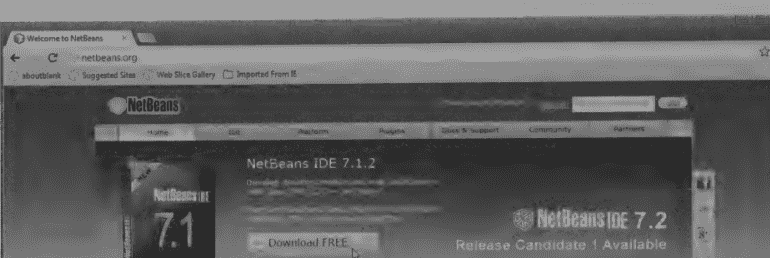 Welcome to NetBeans
netbeans.org
aboutblank Suggested Sites Web Slice Gallery Imported From IE
NetBeans
Home IDE Platform Plugins Docs & Support Community Partners
NetBeans IDE 7.1.2
NetBeans IDE
7.1
Download FREE
NetBeans IDE 7.2
Release Candidate 1 Available